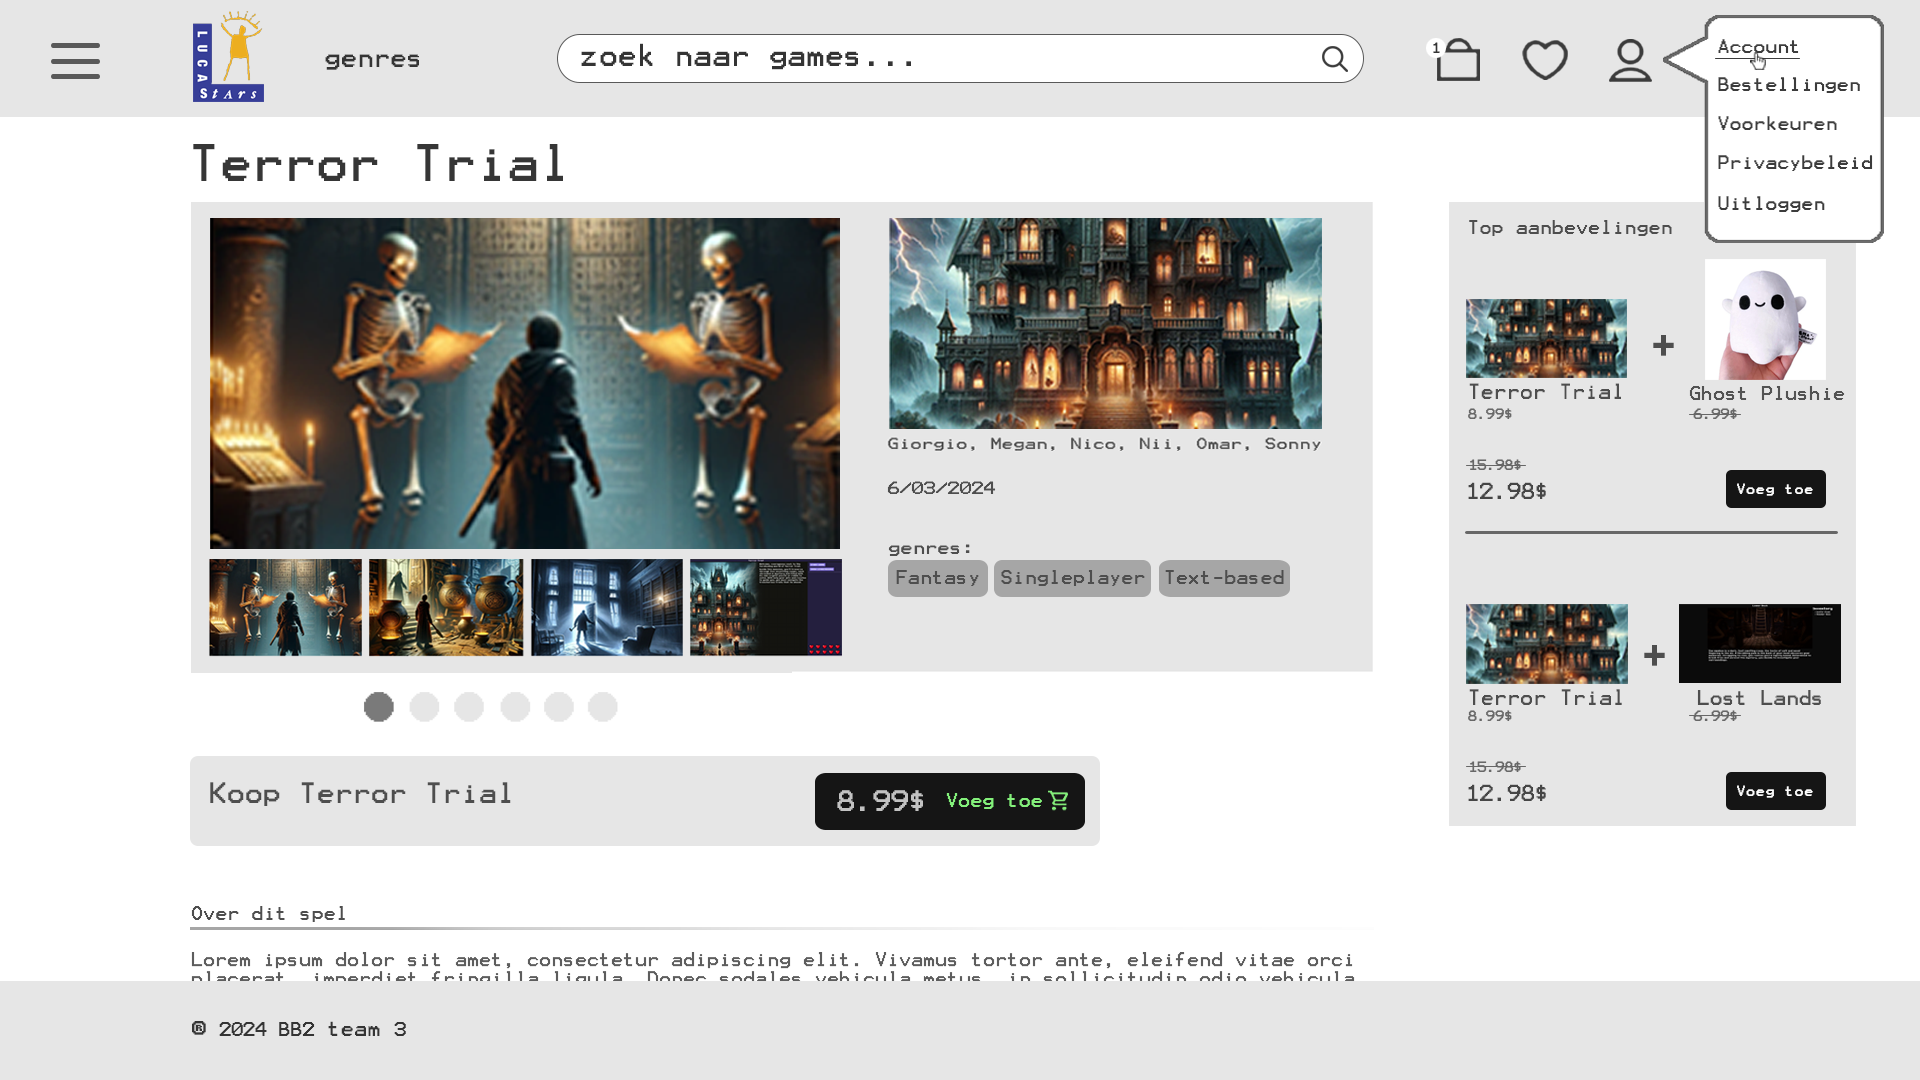 LUCA
stars
genres
zoek naar games...
1
Account
Bestellingen
Voorkeuren
Privacybeleid
Uitloggen
Terror Trial
Giorgio, Megan, Nico, Nii, Omar, Sonny
6/03/2024
genres:
Fantasy Singleplayer Text-based
Top aanbevelingen
+
Terror Trial
8.99$
Ghost Plushie
6.99$
15.98$
12.98$
Voeg toe
+
Terror Trial
8.99$
Lost Lands
6.99$
15.98$
12.98$
Voeg toe
Koop Terror Trial
8.99$ Voeg toe
Over dit spel
Lorem ipsum dolor sit amet, consectetur adipiscing elit. Vivamus tortor ante, eleifend vitae orci
placerat, imperdiet fringilla ligula. Donec sodales vehicula metus, in sollicitudin odio vehicula
® 2024 BB2 team 3